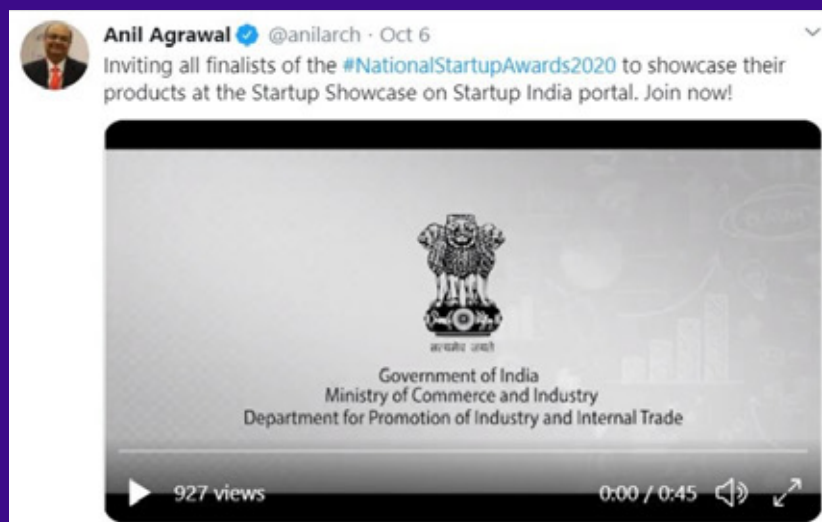 Anil Agrawal @anilarch · Oct 6
Inviting all finalists of the #NationalStartupAwards2020 to showcase their
products at the Startup Showcase on Startup India portal. Join now!
सत्यमेव जयते
Government of India
Ministry of Commerce and Industry
Department for Promotion of Industry and Internal Trade
927 views 0:00 / 0:45